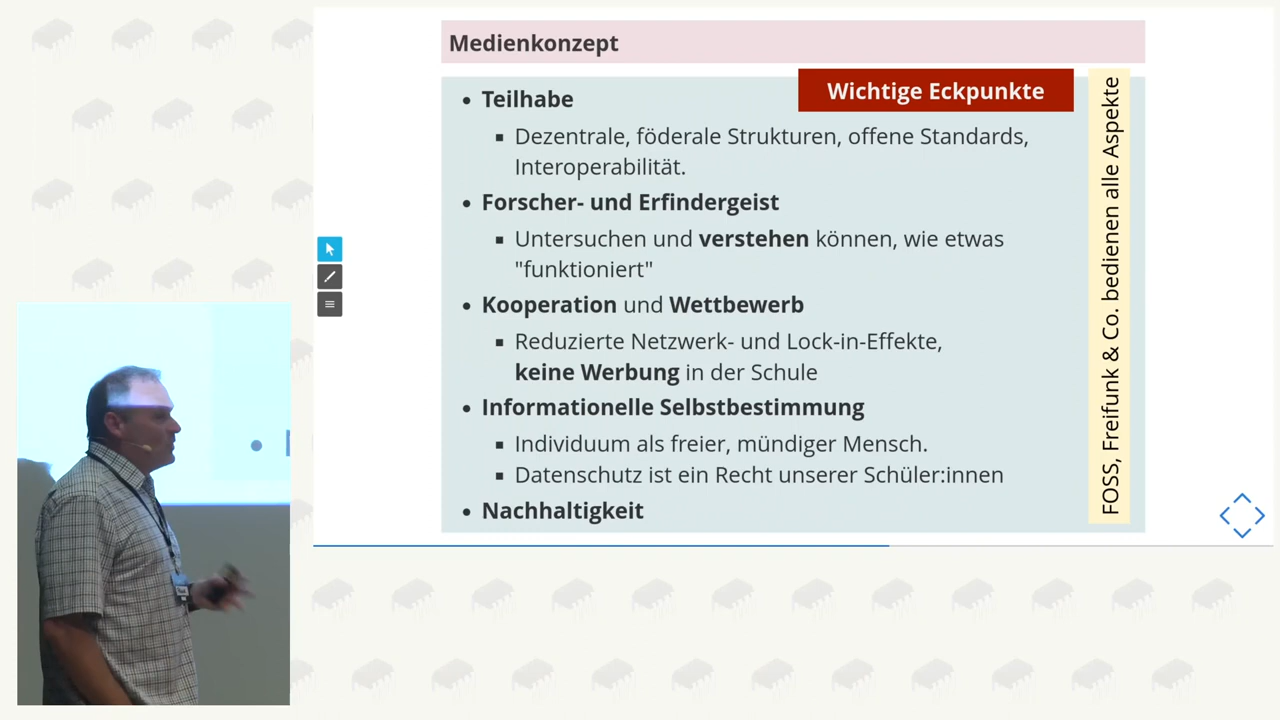 Medienkonzept
Wichtige Eckpunkte
• Teilhabe
▪ Dezentrale, föderale Strukturen, offene Standards,
Interoperabilität.
• Forscher- und Erfindergeist
▪ Untersuchen und verstehen können, wie etwas
"funktioniert"
• Kooperation und Wettbewerb
▪ Reduzierte Netzwerk- und Lock-in-Effekte,
keine Werbung in der Schule
• Informationelle Selbstbestimmung
▪ Individuum als freier, mündiger Mensch.
▪ Datenschutz ist ein Recht unserer Schüler:innen
• Nachhaltigkeit
FOSS, Freifunk & Co. bedienen alle Aspekte